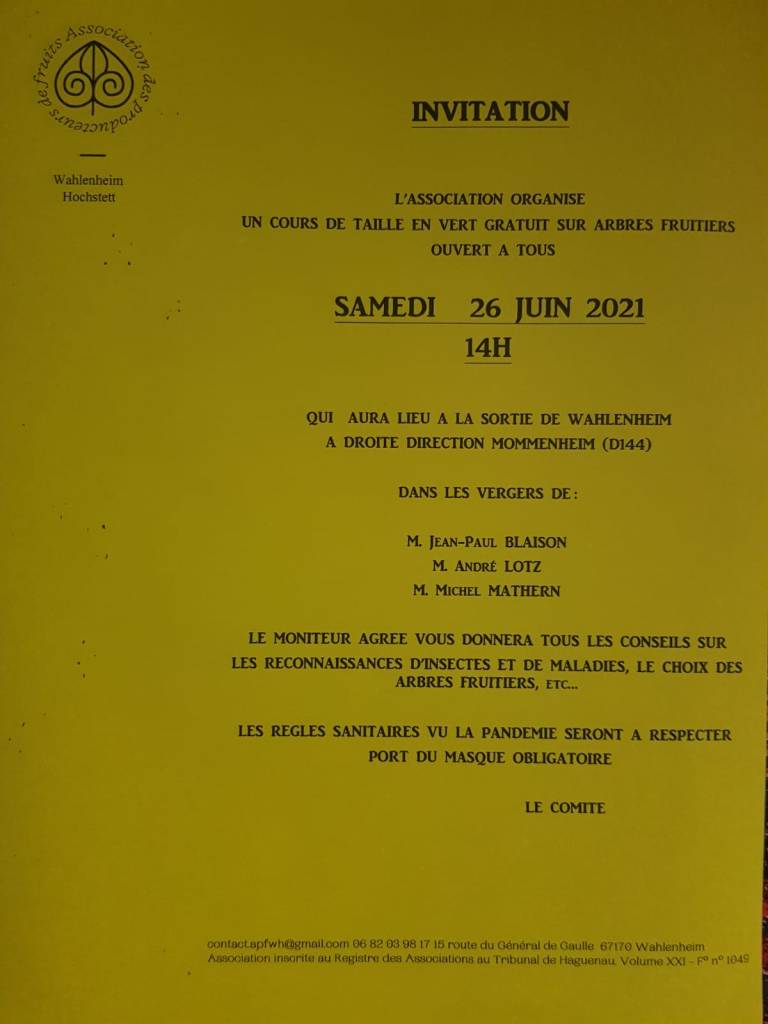 Association des producteurs de fruits
Wahlenheim
Hochstett
INVITATION
L'ASSOCIATION ORGANISE
UN COURS DE TAILLE EN VERT GRATUIT SUR ARBRES FRUITIERS
OUVERT A TOUS
SAMEDI 26 JUIN 2021
14H
QUI AURA LIEU A LA SORTIE DE WAHLENHEIM
A DROITE DIRECTION MOMMENHEIM (D144)
DANS LES VERGERS DE :
M. JEAN-PAUL BLAISON
M. ANDRÉ LOTZ
M. MICHEL MATHERN
LE MONITEUR AGREE VOUS DONNERA TOUS LES CONSEILS SUR
LES RECONNAISSANCES D'INSECTES ET DE MALADIES, LE CHOIX DES
ARBRES FRUITIERS, ETC...
LES REGLES SANITAIRES VU LA PANDEMIE SERONT A RESPECTER
PORT DU MASQUE OBLIGATOIRE
LE COMITE
contact.apfwh@gmail.com 06 82 03 98 17 15 route du Général de Gaulle 67170 Wahlenheim
Association inscrite au Registre des Associations au Tribunal de Haguenau. Volume XXI - F° n° 1049